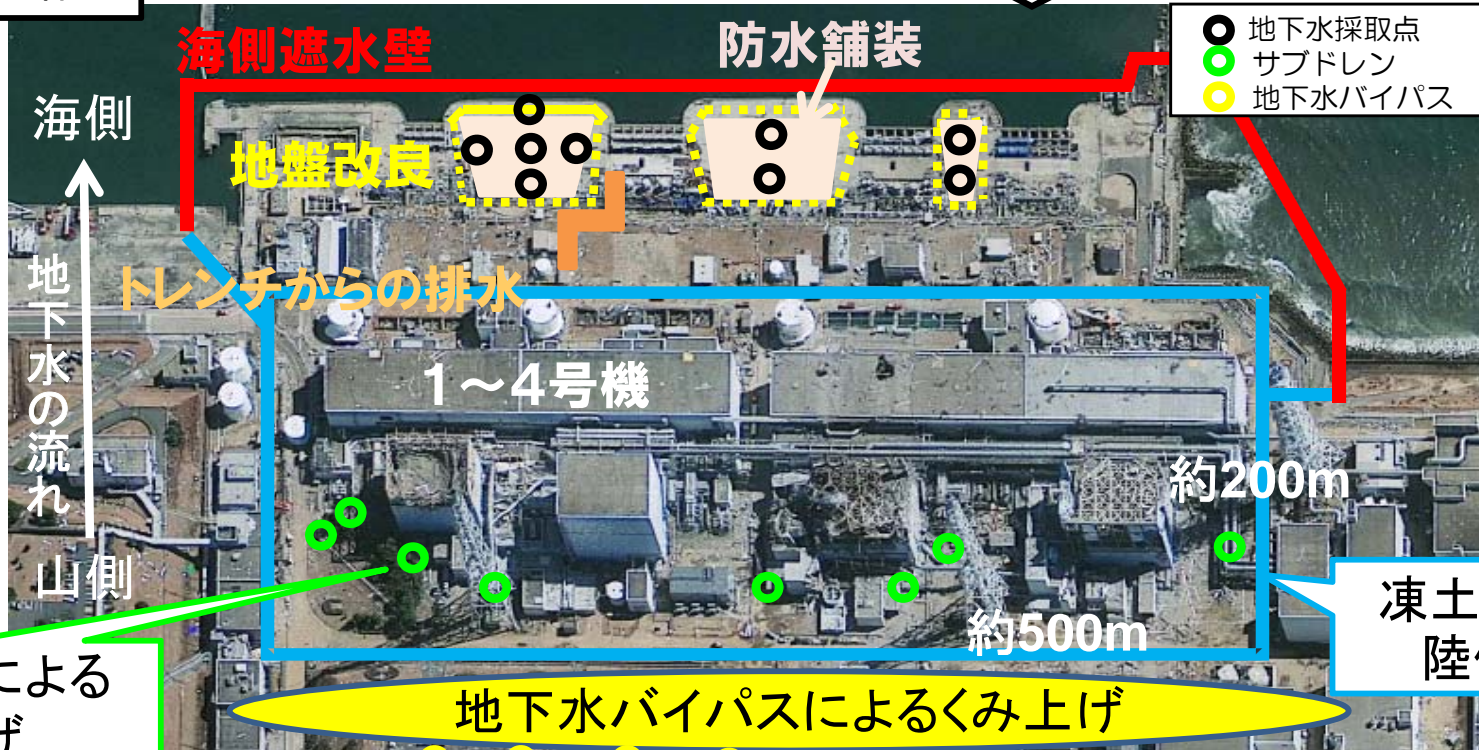 海側遮水壁
防水舗装
地下水採取点
サブドレン
地下水バイパス
海側
地盤改良
地下水の流れ
トレンチからの排水
1〜4号機
約200m
山側
約500m
凍土
陸
による
げ
地下水バイパスによるくみ上げ